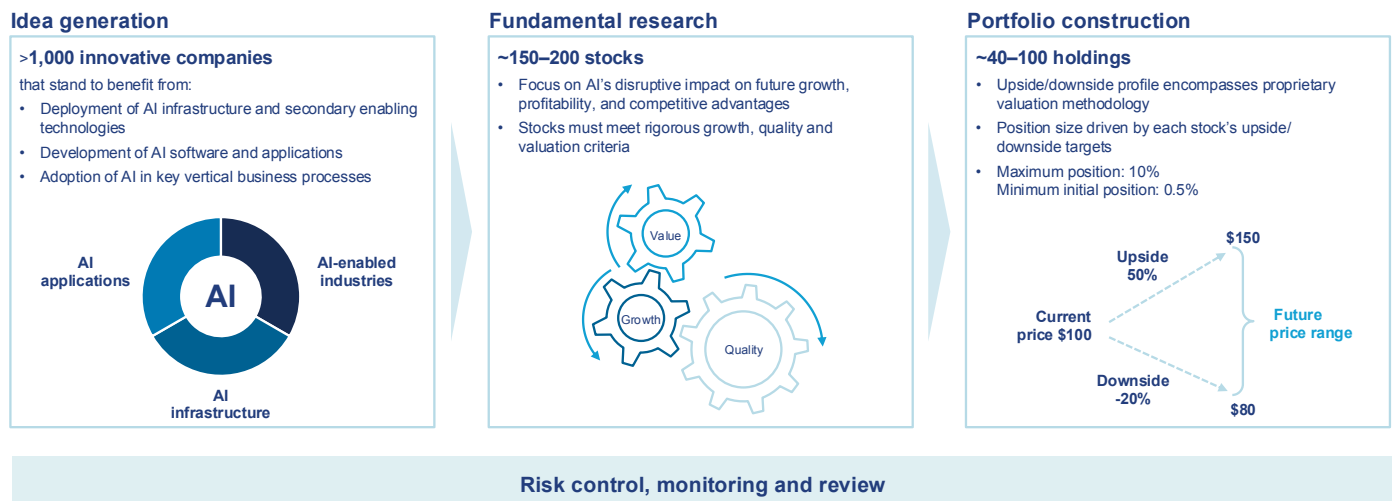 Idea generation
>1,000 innovative companies
that stand to benefit from:
• Deployment of AI infrastructure and secondary enabling
technologies
• Development of AI software and applications
• Adoption of AI in key vertical business processes
AI
applications
AI
AI-enabled
industries
AI
infrastructure
Fundamental research
~150–200 stocks
• Focus on AI’s disruptive impact on future growth,
profitability, and competitive advantages
• Stocks must meet rigorous growth, quality and
valuation criteria
Value
Growth
Quality
Portfolio construction
~40–100 holdings
• Upside/downside profile encompasses proprietary
valuation methodology
• Position size driven by each stock’s upside/
downside targets
• Maximum position: 10%
Minimum initial position: 0.5%
$150
Upside
50%
Current
price $100
Future
price range
Downside
-20%
$80
Risk control, monitoring and review